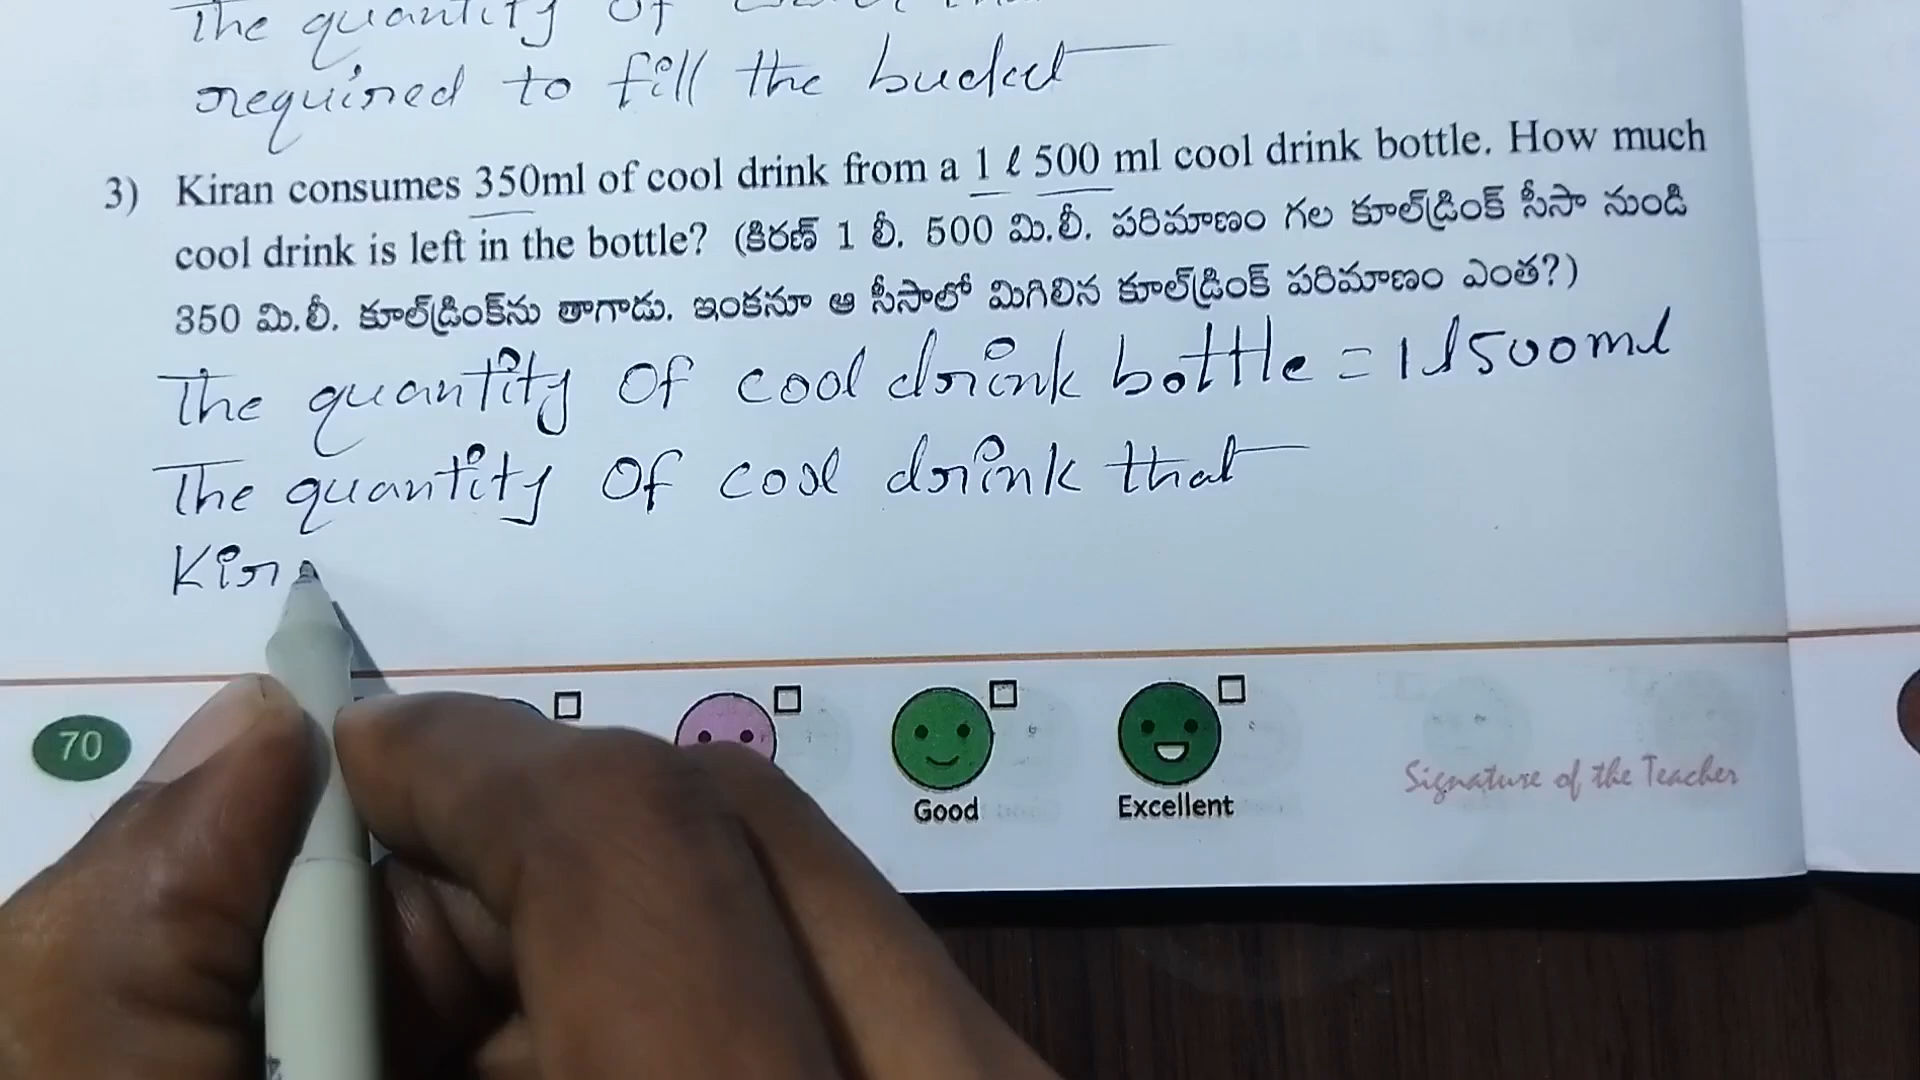 The quantity of
required to fill the bucket
3) Kiran consumes 350ml of cool drink from a 1 ℓ 500 ml cool drink bottle. How much
cool drink is left in the bottle? (కిరణ్ 1 లీ. 500 మి.లీ. పరిమాణం గల కూల్‌డ్రింక్ సీసా నుండి
350 మి.లీ. కూల్‌డ్రింక్‌ను తాగాడు. ఇంకనూ ఆ సీసాలో మిగిలిన కూల్‌డ్రింక్ పరిమాణం ఎంత?)
The quantity of cool drink bottle = 1l 500ml
The quantity of cool drink that
Kir
70
Good
Excellent
Signature of the Teacher